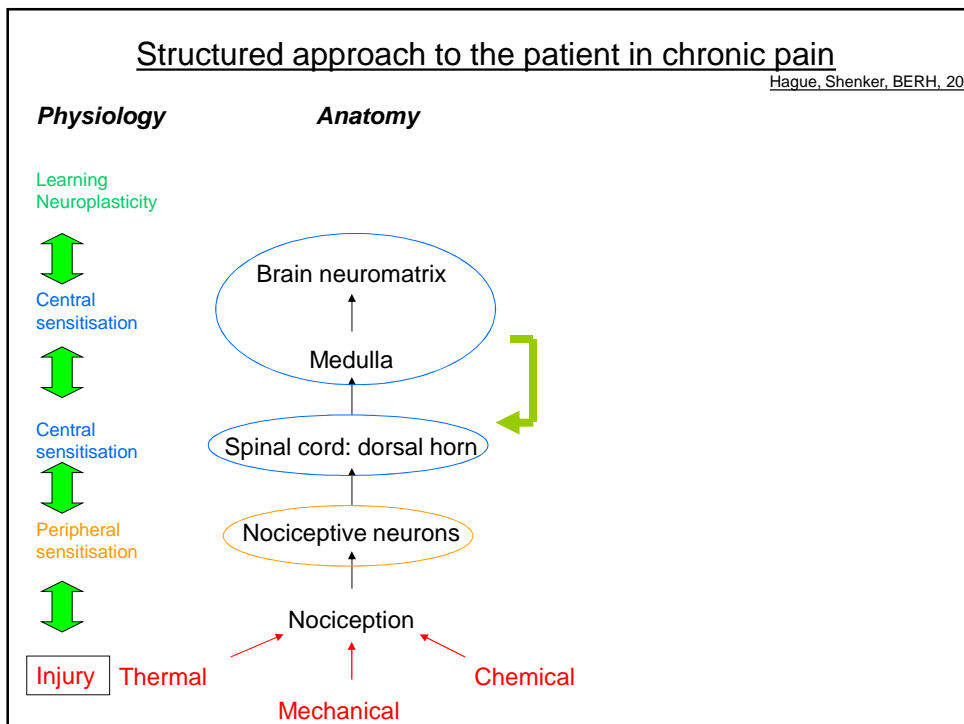 Structured approach to the patient in chronic pain
Hague, Shenker, BERH, 20
Physiology
Anatomy
Learning
Neuroplasticity
Brain neuromatrix
Central
sensitisation
Medulla
Central
sensitisation
Spinal cord: dorsal horn
Peripheral
sensitisation
Nociceptive neurons
Nociception
Injury
Thermal
Chemical
Mechanical